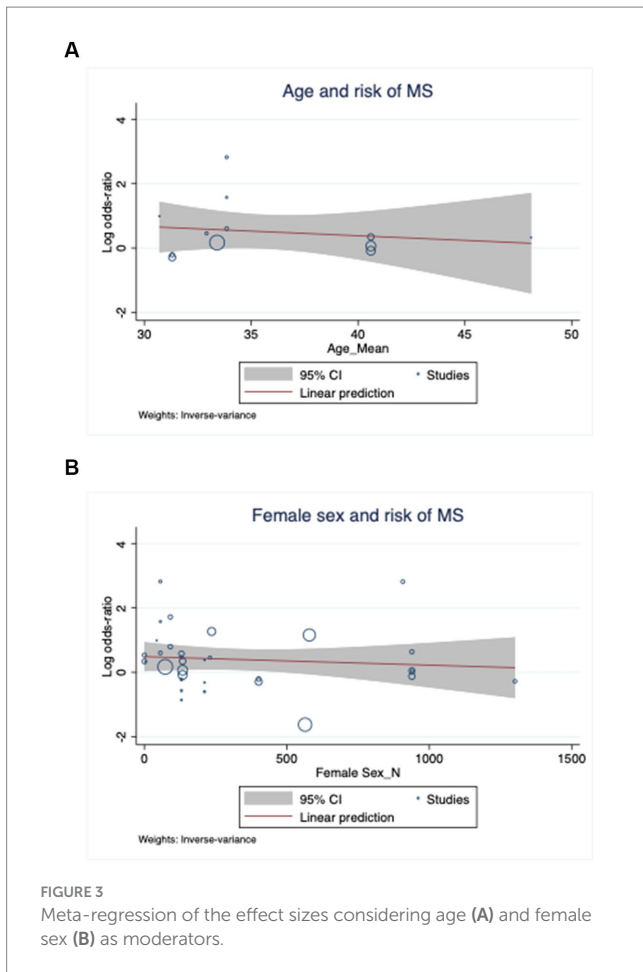 A
Age and risk of MS
Log odds-ratio
4
2
0
-2
30 35 40 45 50
Age_Mean
95% CI Studies
Linear prediction
Weights: Inverse-variance
B
Female sex and risk of MS
Log odds-ratio
4
2
0
-2
0 500 1000 1500
Female Sex_N
95% CI Studies
Linear prediction
Weights: Inverse-variance
FIGURE 3
Meta-regression of the effect sizes considering age (A) and female
sex (B) as moderators.